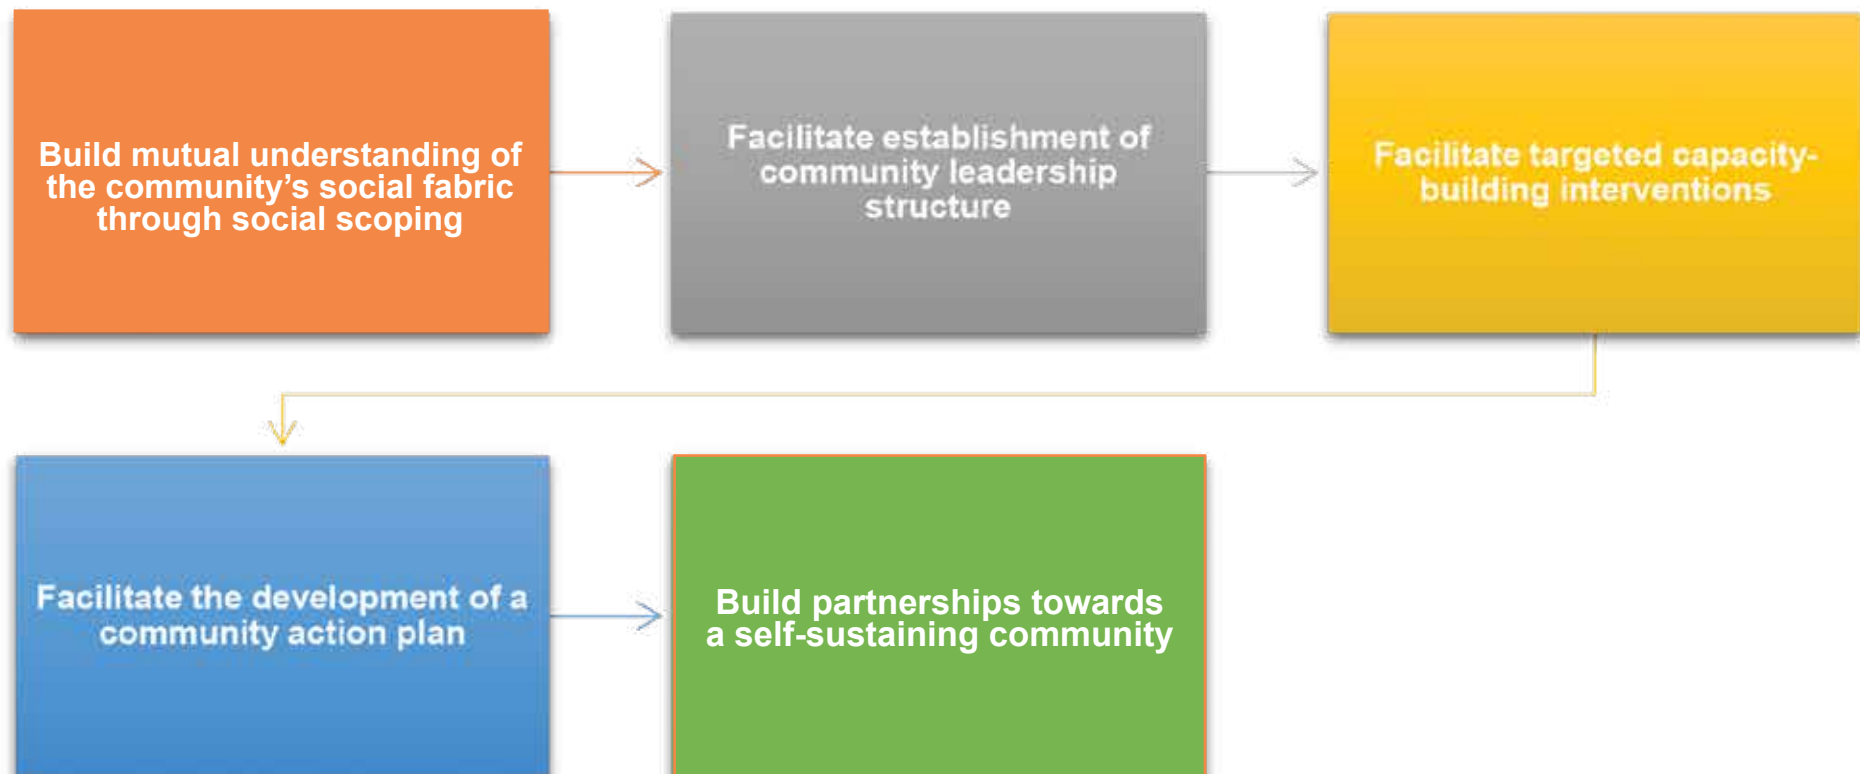 Build mutual understanding of
the community’s social fabric
through social scoping
Facilitate establishment of
community leadership
structure
Facilitate targeted capacity-
building interventions
Facilitate the development of a
community action plan
Build partnerships towards
a self-sustaining community